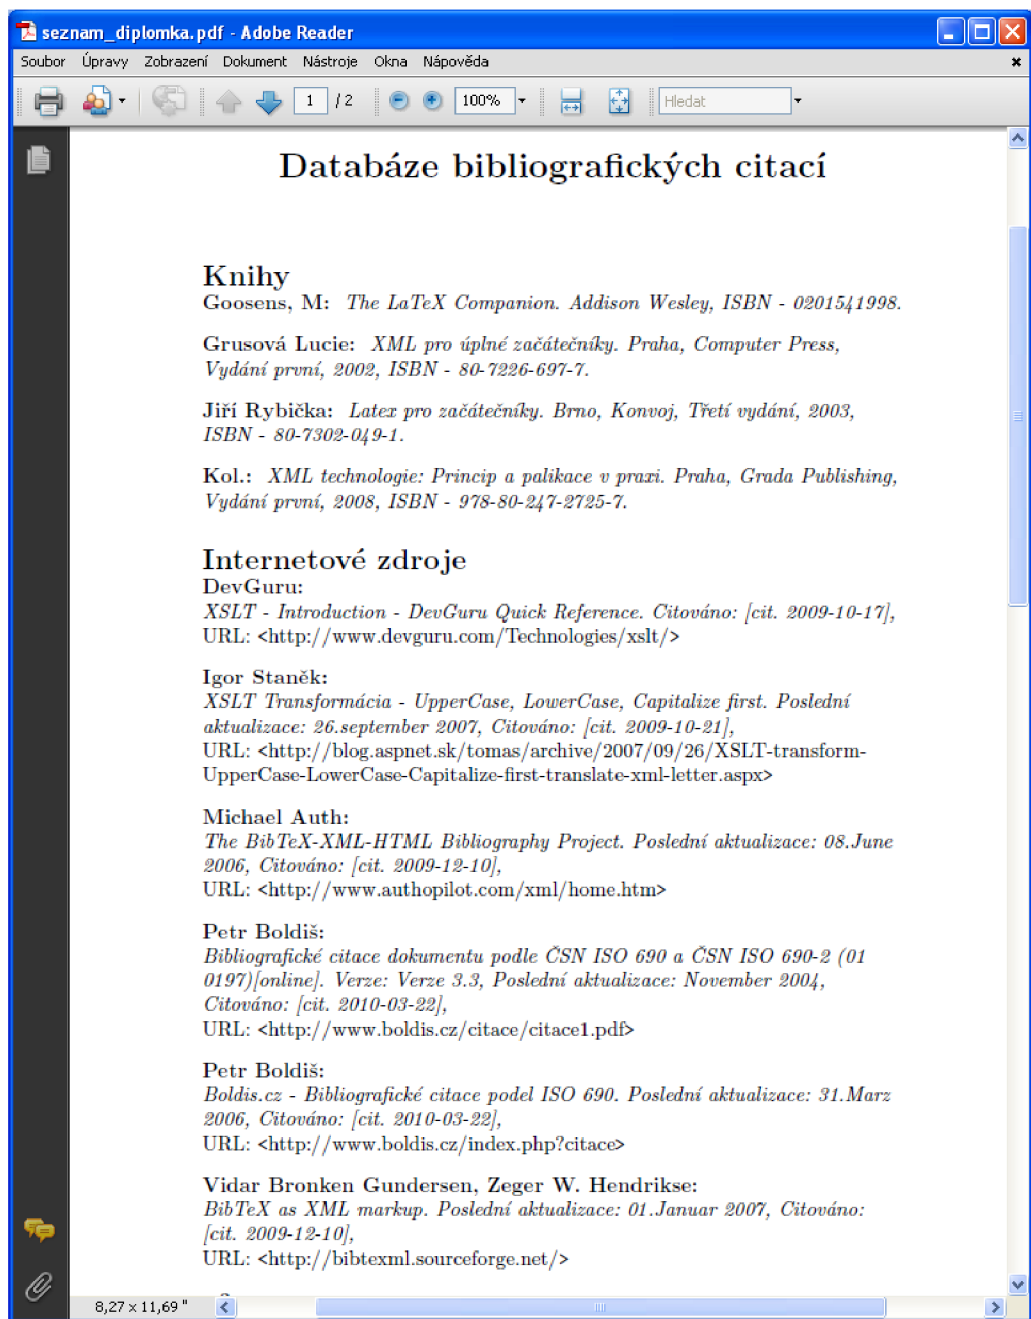 seznam_diplomka.pdf - Adobe Reader
Soubor Úpravy Zobrazení Dokument Nástroje Okna Nápověda
1 / 2 100% Hledat
Databáze bibliografických citací
Knihy
Goosens, M: The LaTeX Companion. Addison Wesley, ISBN - 0201541998.
Grusová Lucie: XML pro úplné začátečníky. Praha, Computer Press,
Vydání první, 2002, ISBN - 80-7226-697-7.
Jiří Rybička: Latex pro začátečníky. Brno, Konvoj, Třetí vydání, 2003,
ISBN - 80-7302-049-1.
Kol.: XML technologie: Princip a palikace v praxi. Praha, Grada Publishing,
Vydání první, 2008, ISBN - 978-80-247-2725-7.
Internetové zdroje
DevGuru:
XSLT - Introduction - DevGuru Quick Reference. Citováno: [cit. 2009-10-17],
URL: <http://www.devguru.com/Technologies/xslt/>
Igor Staněk:
XSLT Transformácia - UpperCase, LowerCase, Capitalize first. Poslední
aktualizace: 26.september 2007, Citováno: [cit. 2009-10-21],
URL: <http://blog.aspnet.sk/tomas/archive/2007/09/26/XSLT-transform-
UpperCase-LowerCase-Capitalize-first-translate-xml-letter.aspx>
Michael Auth:
The BibTeX-XML-HTML Bibliography Project. Poslední aktualizace: 08.June
2006, Citováno: [cit. 2009-12-10],
URL: <http://www.authopilot.com/xml/home.htm>
Petr Boldiš:
Bibliografické citace dokumentu podle ČSN ISO 690 a ČSN ISO 690-2 (01
0197)[online]. Verze: Verze 3.3, Poslední aktualizace: November 2004,
Citováno: [cit. 2010-03-22],
URL: <http://www.boldis.cz/citace/citace1.pdf>
Petr Boldiš:
Boldis.cz - Bibliografické citace podel ISO 690. Poslední aktualizace: 31.Marz
2006, Citováno: [cit. 2010-03-22],
URL: <http://www.boldis.cz/index.php?citace>
Vidar Bronken Gundersen, Zeger W. Hendrikse:
BibTeX as XML markup. Poslední aktualizace: 01.Januar 2007, Citováno:
[cit. 2009-12-10],
URL: <http://bibtexml.sourceforge.net/>
8,27 × 11,69 "